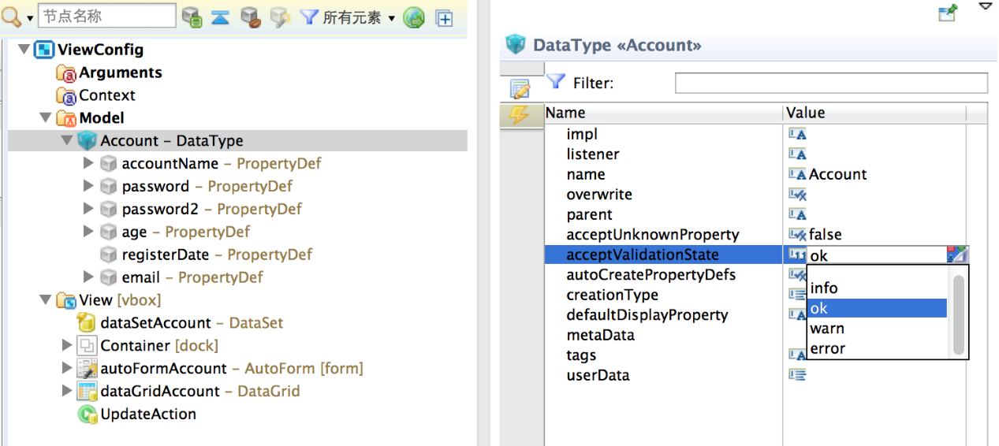 节点名称
所有元素
ViewConfig
Arguments
Context
Model
Account – DataType
accountName – PropertyDef
password – PropertyDef
password2 – PropertyDef
age – PropertyDef
registerDate – PropertyDef
email – PropertyDef
View [vbox]
dataSetAccount – DataSet
Container [dock]
autoFormAccount – AutoForm [form]
dataGridAccount – DataGrid
UpdateAction
DataType «Account»
Filter:
Name Value
impl
listener
name Account
overwrite
parent
acceptUnknownProperty false
acceptValidationState ok
autoCreatePropertyDefs
creationType
defaultDisplayProperty
metaData
tags
userData
info
ok
warn
error